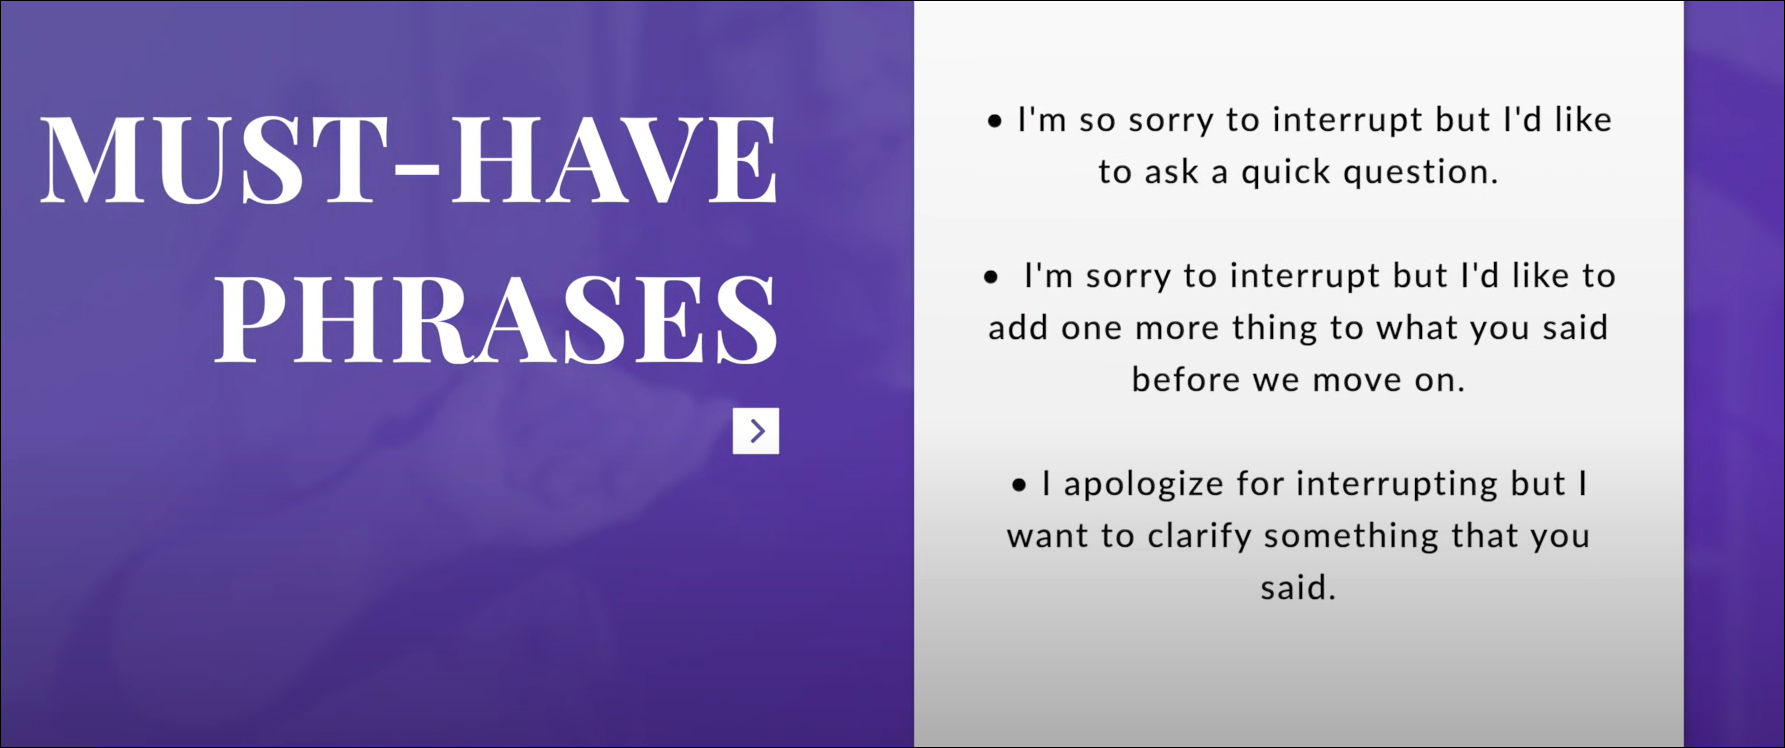 MUST-HAVE
PHRASES
• I'm so sorry to interrupt but I'd like
to ask a quick question.
• I'm sorry to interrupt but I'd like to
add one more thing to what you said
before we move on.
• I apologize for interrupting but I
want to clarify something that you
said.